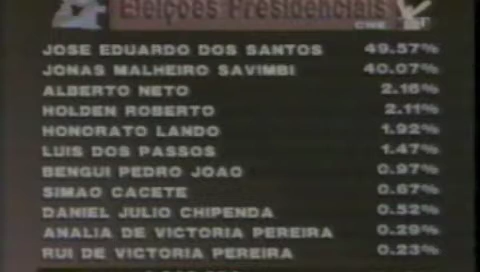 Eleições Presidenciais
CNE
JOSE EDUARDO DOS SANTOS 49.57%
JONAS MALHEIRO SAVIMBI 40.07%
ALBERTO NETO 2.16%
HOLDEN ROBERTO 2.11%
HONORATO LANDO 1.92%
LUIS DOS PASSOS 1.47%
BENGUI PEDRO JOAO 0.97%
SIMAO CACETE 0.67%
DANIEL JULIO CHIPENDA 0.52%
ANALIA DE VICTORIA PEREIRA 0.29%
RUI DE VICTORIA PEREIRA 0.23%